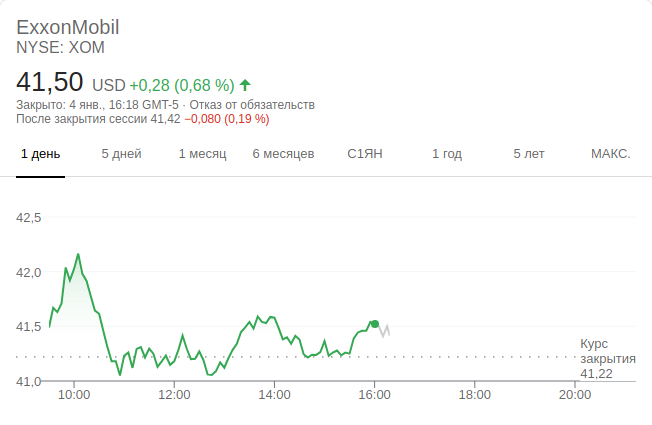 ExxonMobil
NYSE: XOM
41,50 USD +0,28 (0,68 %)
Закрыто: 4 янв., 16:18 GMT-5 · Отказ от обязательств
После закрытия сессии 41,42 −0,080 (0,19 %)
1 день 5 дней 1 месяц 6 месяцев С1ЯН 1 год 5 лет МАКС.
42,5
42,0
41,5
Курс
закрытия
41,22
41,0
10:00 12:00 14:00 16:00 18:00 20:00